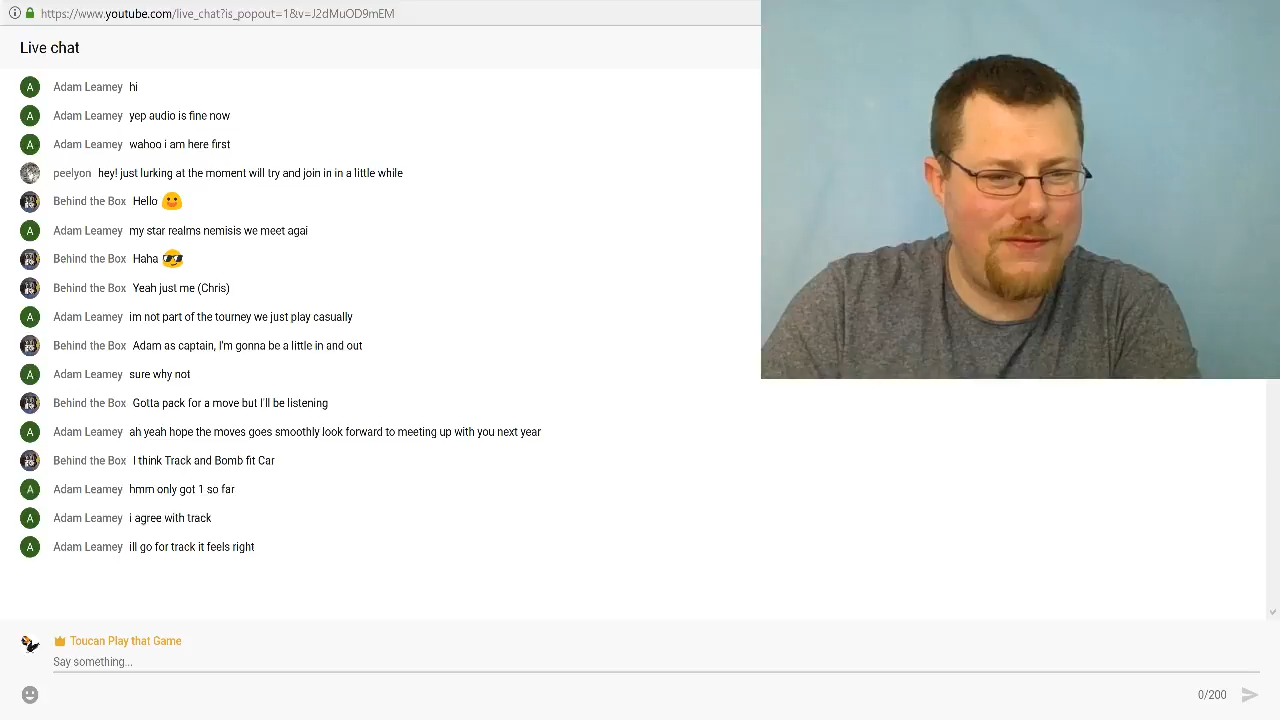 https://www.youtube.com/live_chat?is_popout=1&v=J2dMuOD9mEM
Live chat
A Adam Leamey hi
A Adam Leamey yep audio is fine now
A Adam Leamey wahoo i am here first
peelyon hey! just lurking at the moment will try and join in in a little while
Behind the Box Hello
A Adam Leamey my star realms nemisis we meet agai
Behind the Box Haha
Behind the Box Yeah just me (Chris)
A Adam Leamey im not part of the tourney we just play casually
Behind the Box Adam as captain, I'm gonna be a little in and out
A Adam Leamey sure why not
Behind the Box Gotta pack for a move but I'll be listening
A Adam Leamey ah yeah hope the moves goes smoothly look forward to meeting up with you next year
Behind the Box I think Track and Bomb fit Car
A Adam Leamey hmm only got 1 so far
A Adam Leamey i agree with track
A Adam Leamey ill go for track it feels right
Toucan Play that Game
Say something...
0/200